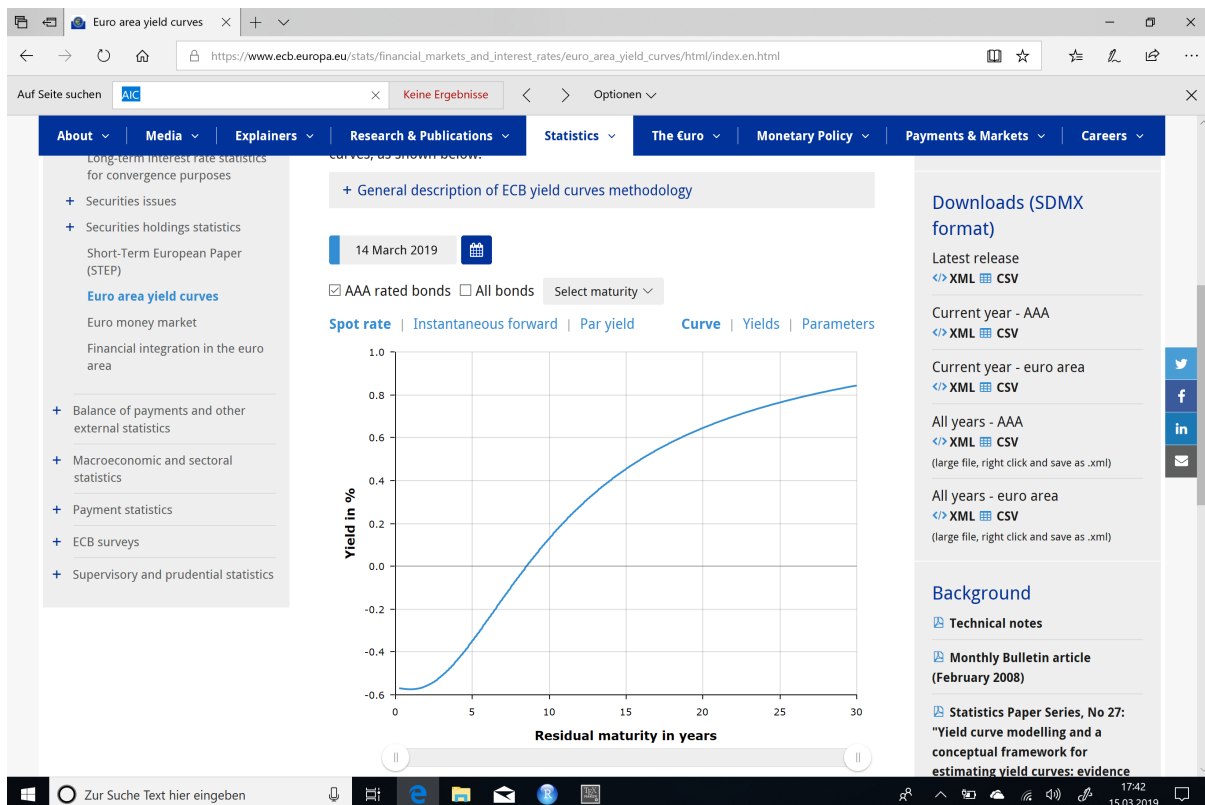 Euro area yield curves
https://www.ecb.europa.eu/stats/financial_markets_and_interest_rates/euro_area_yield_curves/html/index.en.html
Auf Seite suchen
AIC
Keine Ergebnisse
Optionen
About
Media
Explainers
Research & Publications
Statistics
The €uro
Monetary Policy
Payments & Markets
Careers
Long-term interest rate statistics
for convergence purposes
+ Securities issues
+ Securities holdings statistics
Short-Term European Paper
(STEP)
Euro area yield curves
Euro money market
Financial integration in the euro
area
+ Balance of payments and other
external statistics
+ Macroeconomic and sectoral
statistics
+ Payment statistics
+ ECB surveys
+ Supervisory and prudential statistics
curves, as shown below.
+ General description of ECB yield curves methodology
14 March 2019
AAA rated bonds
All bonds
Select maturity
Spot rate | Instantaneous forward | Par yield
Curve | Yields | Parameters
1.0
0.8
0.6
0.4
0.2
0.0
-0.2
-0.4
-0.6
Yield in %
0 5 10 15 20 25 30
Residual maturity in years
Downloads (SDMX
format)
Latest release
</> XML CSV
Current year - AAA
</> XML CSV
Current year - euro area
</> XML CSV
All years - AAA
</> XML CSV
(large file, right click and save as .xml)
All years - euro area
</> XML CSV
(large file, right click and save as .xml)
Background
Technical notes
Monthly Bulletin article
(February 2008)
Statistics Paper Series, No 27:
"Yield curve modelling and a
conceptual framework for
estimating yield curves: evidence
f
in
Zur Suche Text hier eingeben
e
R
17:42
15.03.2019